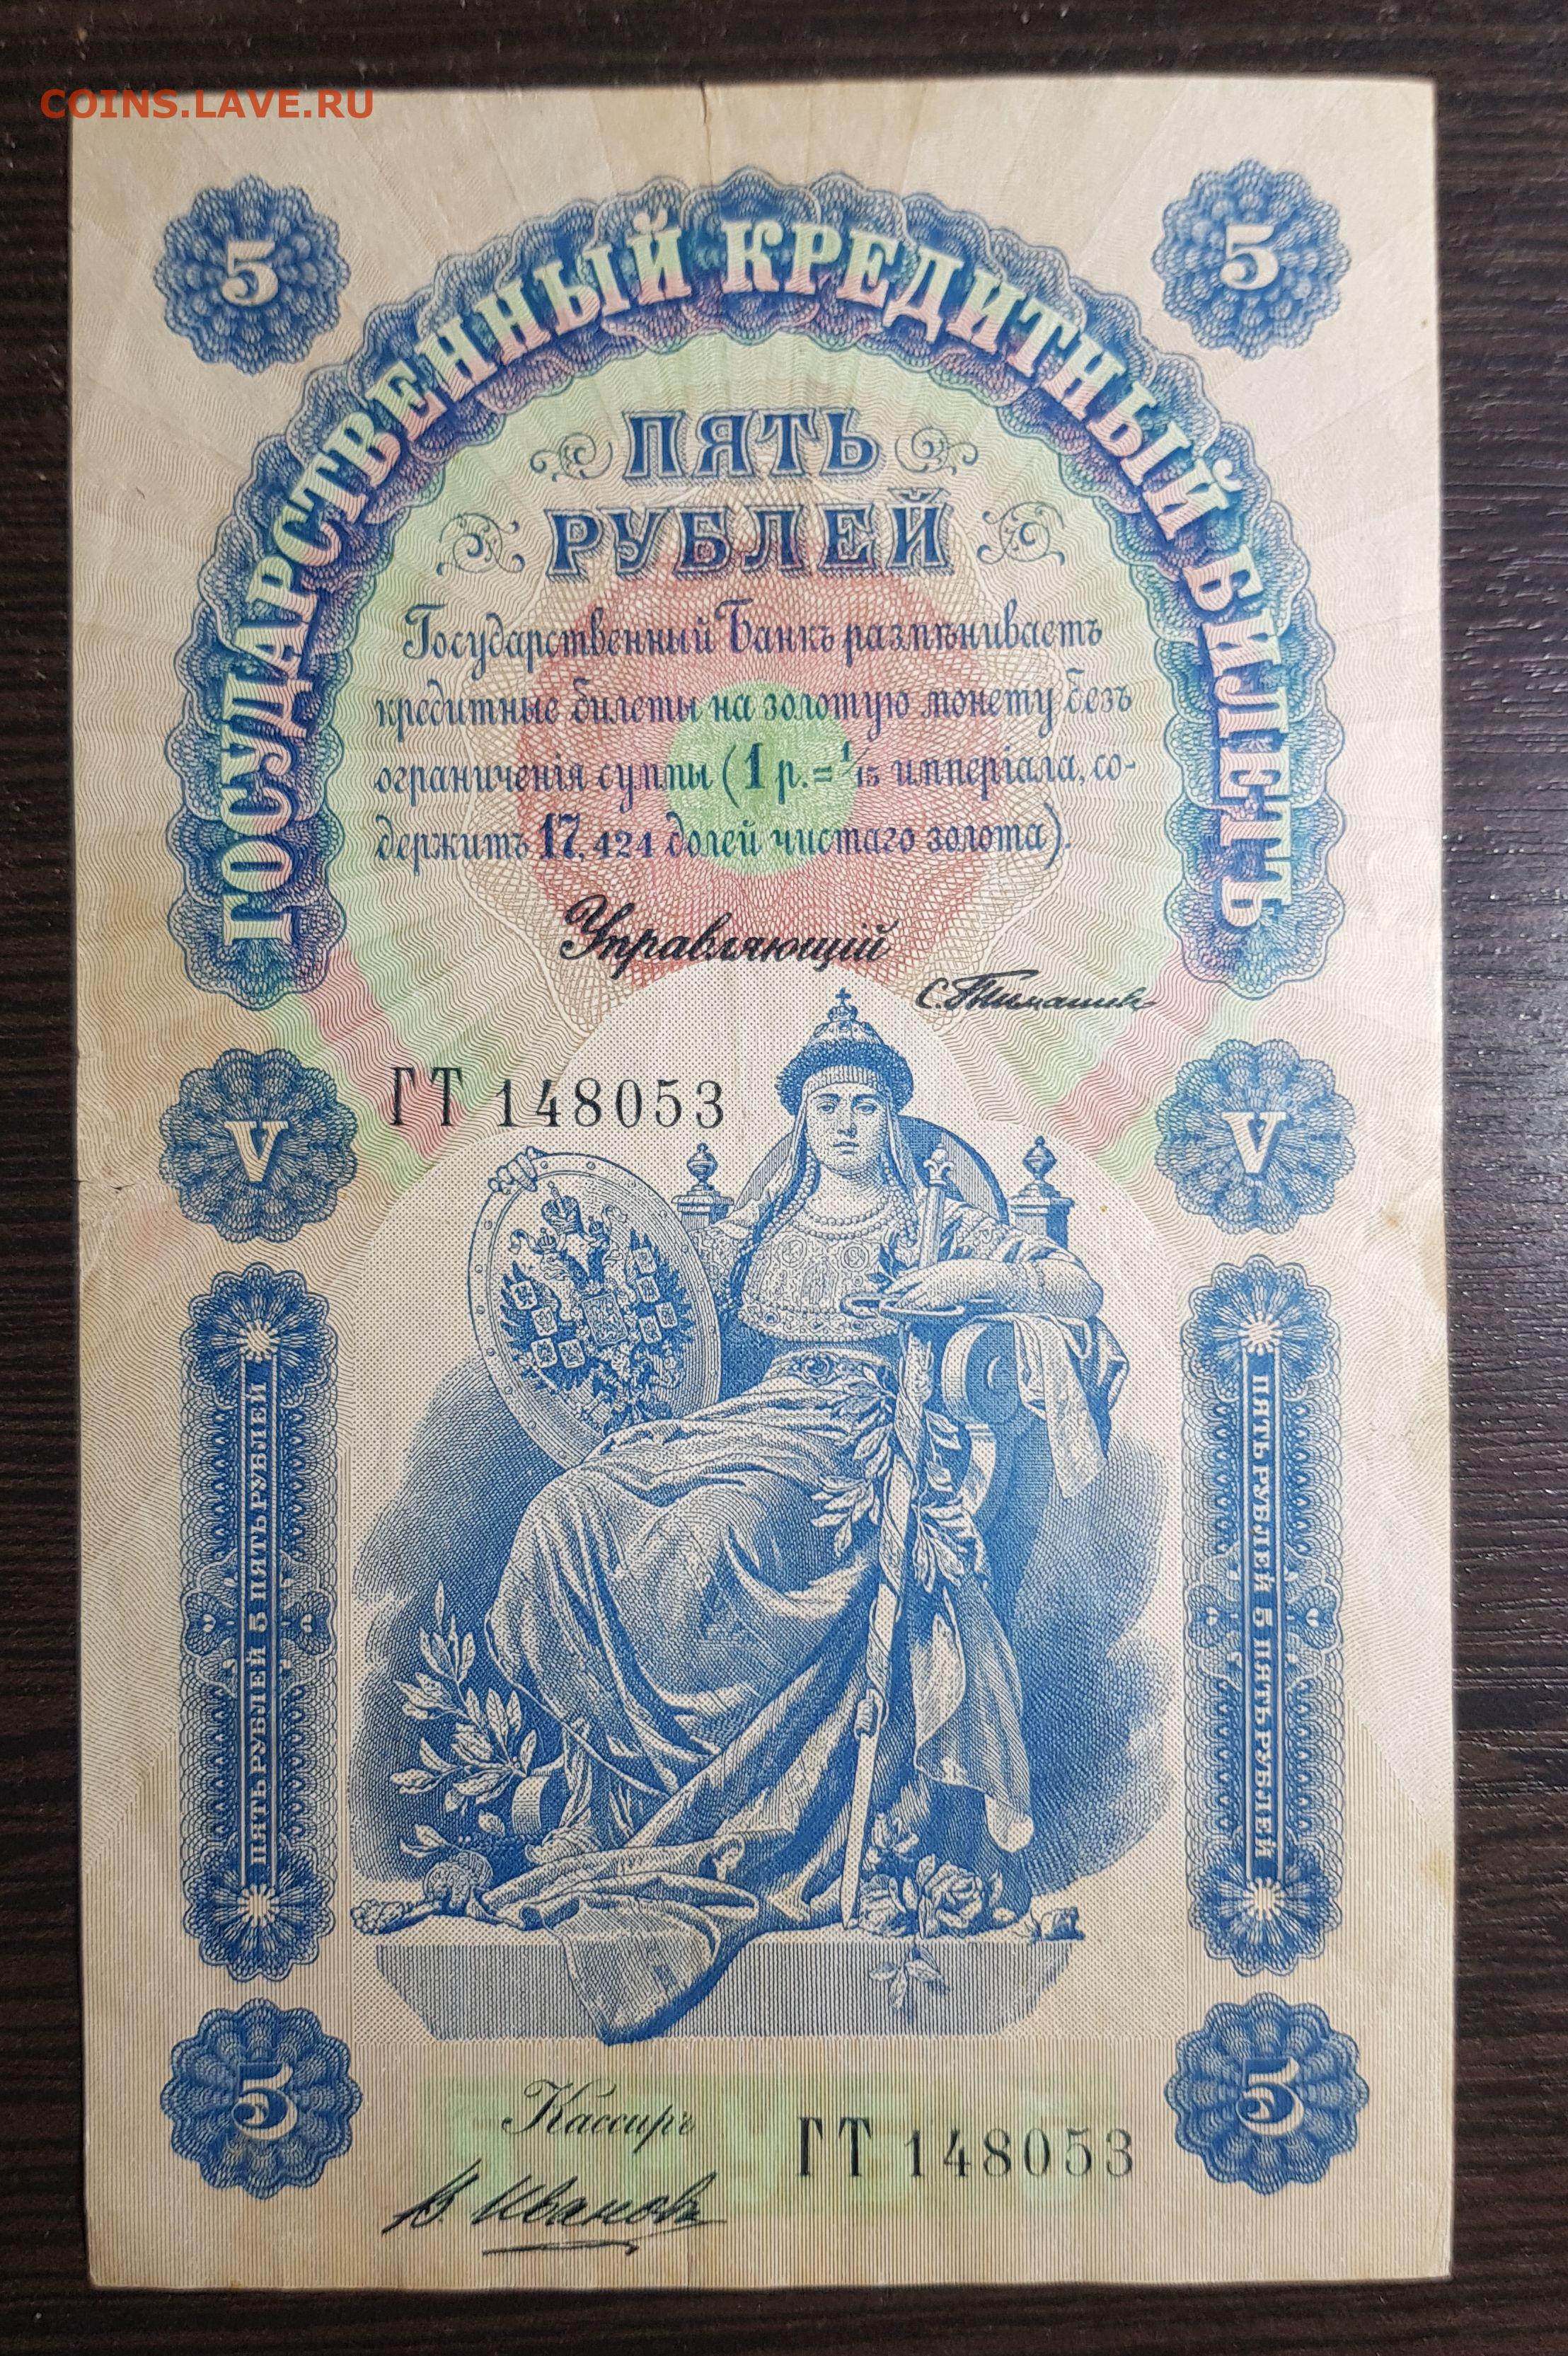 COINS.LAVE.RU
5 5
ГОСУДАРСТВЕННЫЙ КРЕДИТНЫЙ БИЛЕТЪ
ПЯТЬ
РУБЛЕЙ
Государственный Банкъ размѣниваетъ
кредитные билеты на золотую монету безъ
ограниченія суммы (1 р. = 1/15 имперіала, со-
держитъ 17,424 долей чистаго золота).
Управляющій
С. Тимашевъ
ГТ 148053
V V
ПЯТЬ РУБЛЕЙ 5 ПЯТЬ РУБЛЕЙ
ПЯТЬ РУБЛЕЙ 5 ПЯТЬ РУБЛЕЙ
5 5
Кассиръ
ГТ 148053
В. Ивановъ